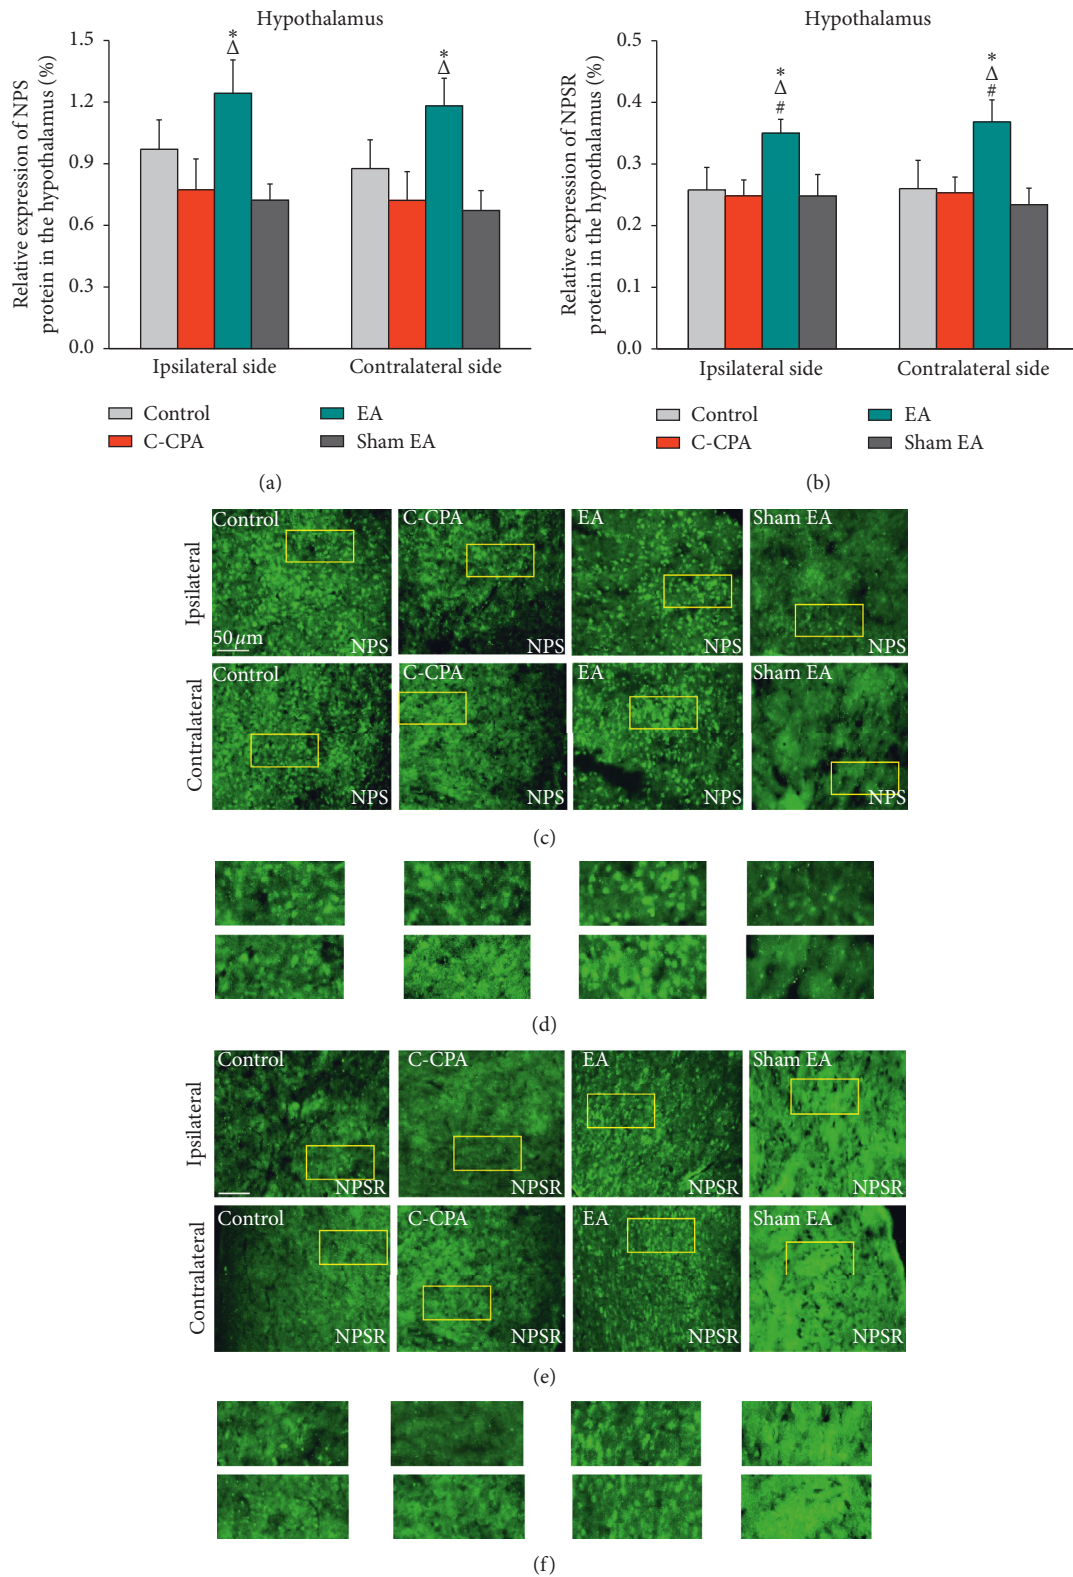 Hypothalamus
Relative expression of NPS
protein in the hypothalamus (%)
1.5
1.2
0.9
0.6
0.3
0.0
*
Δ
*
Δ
Ipsilateral side
Contralateral side
Control
EA
C-CPA
Sham EA
(a)
Hypothalamus
Relative expression of NPSR
protein in the hypothalamus (%)
0.5
0.4
0.3
0.2
0.1
0.0
*
Δ
#
*
Δ
#
Ipsilateral side
Contralateral side
Control
EA
C-CPA
Sham EA
(b)
Ipsilateral
Control
50 μm
NPS
C-CPA
NPS
EA
NPS
Sham EA
NPS
Contralateral
Control
NPS
C-CPA
NPS
EA
NPS
Sham EA
NPS
(c)
(d)
Ipsilateral
Control
NPSR
C-CPA
NPSR
EA
NPSR
Sham EA
NPSR
Contralateral
Control
NPSR
C-CPA
NPSR
EA
NPSR
Sham EA
NPSR
(e)
(f)